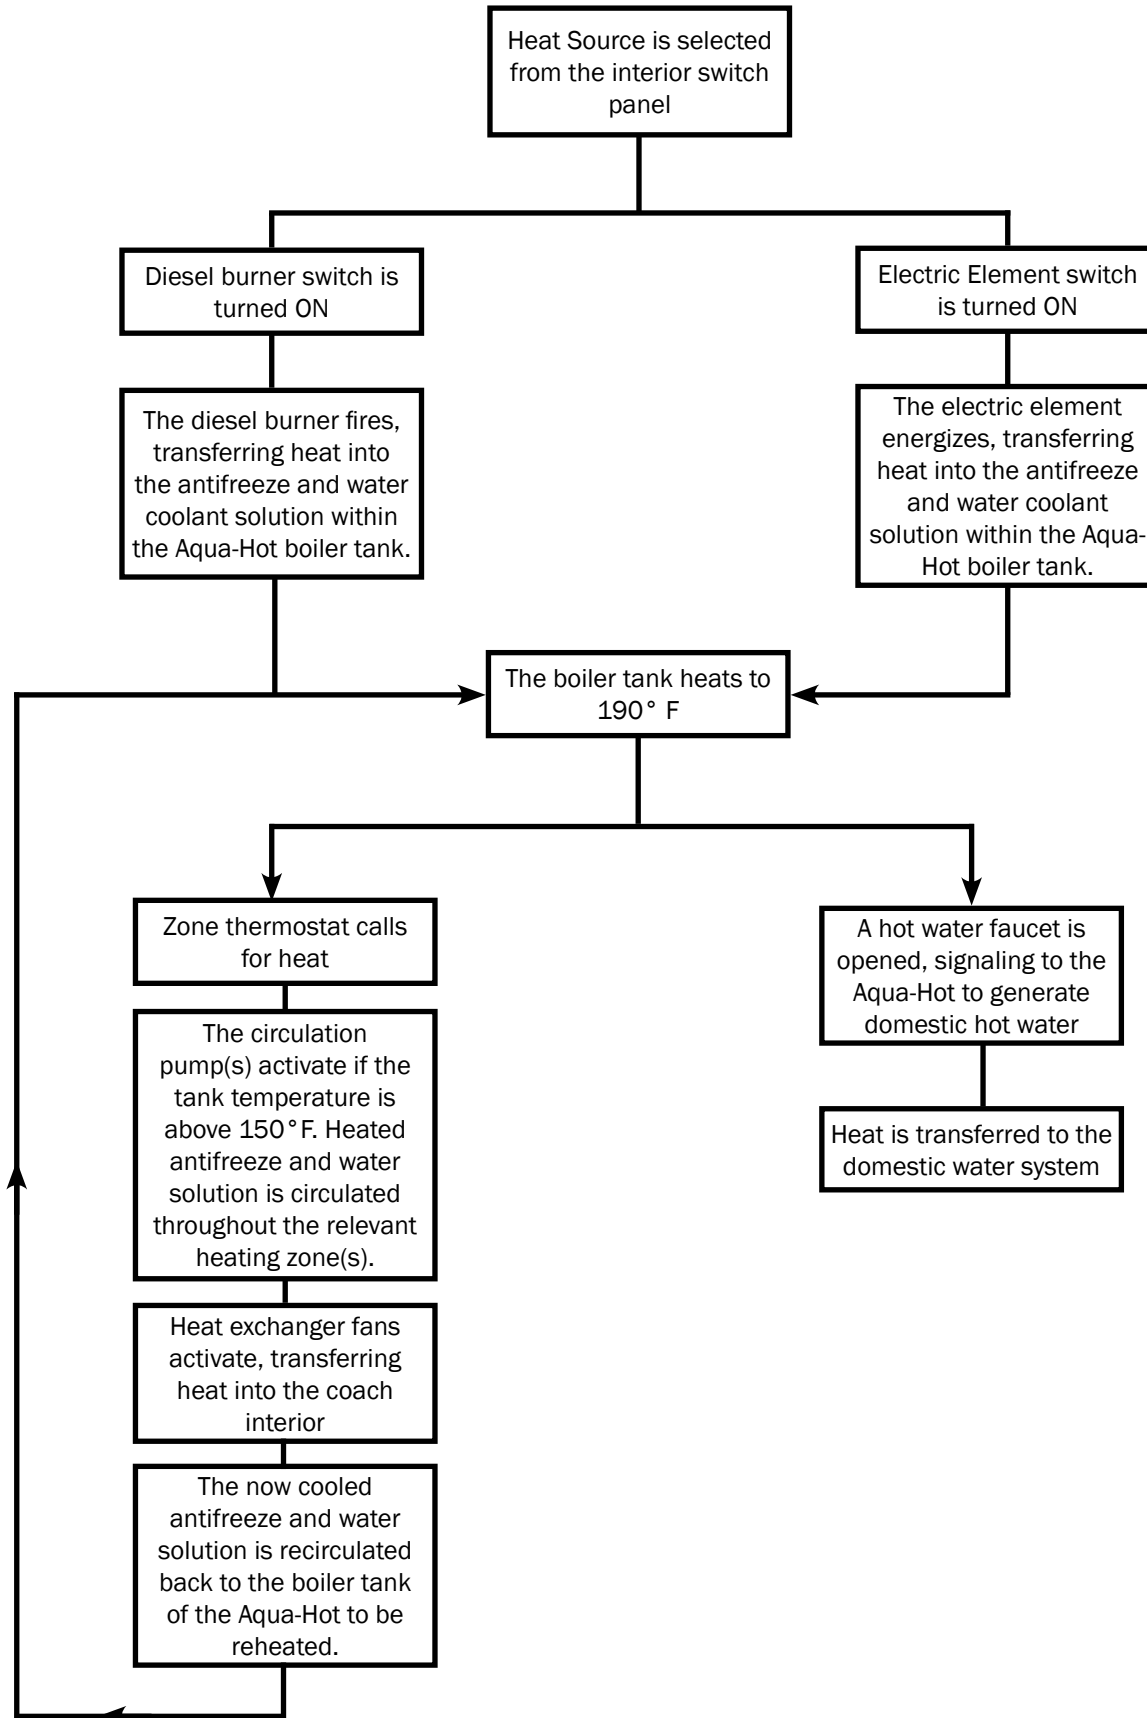 Heat Source is selected
from the interior switch
panel
Diesel burner switch is
turned ON
Electric Element switch
is turned ON
The diesel burner fires,
transferring heat into
the antifreeze and water
coolant solution within
the Aqua-Hot boiler tank.
The electric element
energizes, transferring
heat into the antifreeze
and water coolant
solution within the Aqua-
Hot boiler tank.
The boiler tank heats to
190° F
Zone thermostat calls
for heat
The circulation
pump(s) activate if the
tank temperature is
above 150°F. Heated
antifreeze and water
solution is circulated
throughout the relevant
heating zone(s).
Heat exchanger fans
activate, transferring
heat into the coach
interior
The now cooled
antifreeze and water
solution is recirculated
back to the boiler tank
of the Aqua-Hot to be
reheated.
A hot water faucet is
opened, signaling to the
Aqua-Hot to generate
domestic hot water
Heat is transferred to the
domestic water system